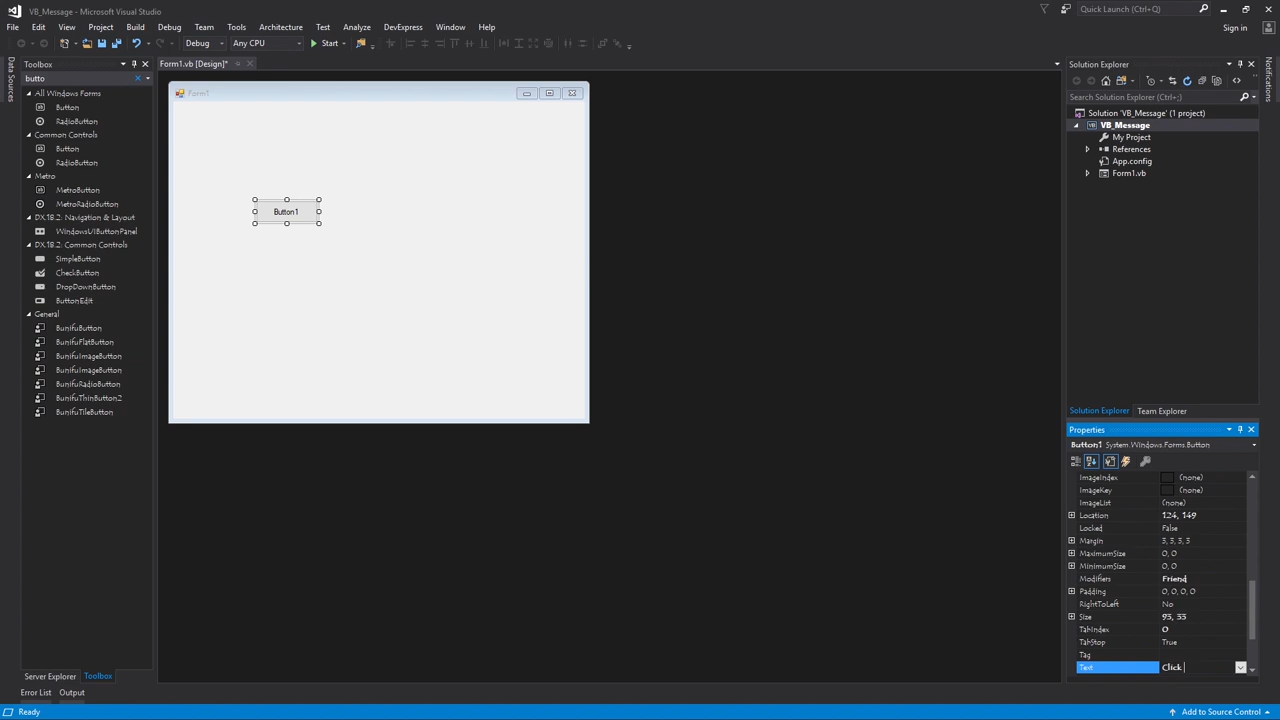 VB_Message - Microsoft Visual Studio
Quick Launch (Ctrl+Q)
File Edit View Project Build Debug Team Tools Architecture Test Analyze DevExpress Window Help
Sign in
Debug Any CPU Start
Data Sources
Toolbox
butto
All Windows Forms
Button
RadioButton
Common Controls
Button
RadioButton
Metro
MetroButton
MetroRadioButton
DX.18.2: Navigation & Layout
WindowsUIButtonPanel
DX.18.2: Common Controls
SimpleButton
CheckButton
DropDownButton
ButtonEdit
General
BunifuButton
BunifuFlatButton
BunifuImageButton
BunifuImageButton
BunifuRadioButton
BunifuThinButton2
BunifuTileButton
Server Explorer Toolbox
Error List Output
Ready
Form1.vb [Design]*
Form1
Button1
Solution Explorer
Search Solution Explorer (Ctrl+;)
Solution 'VB_Message' (1 project)
VB_Message
My Project
References
App.config
Form1.vb
Solution Explorer Team Explorer
Notifications
Properties
Button1 System.Windows.Forms.Button
ImageIndex (none)
ImageKey (none)
ImageList (none)
Location 124, 149
Locked False
Margin 3, 3, 3, 3
MaximumSize 0, 0
MinimumSize 0, 0
Modifiers Friend
Padding 0, 0, 0, 0
RightToLeft No
Size 93, 33
TabIndex 0
TabStop True
Tag
Text Click
Add to Source Control